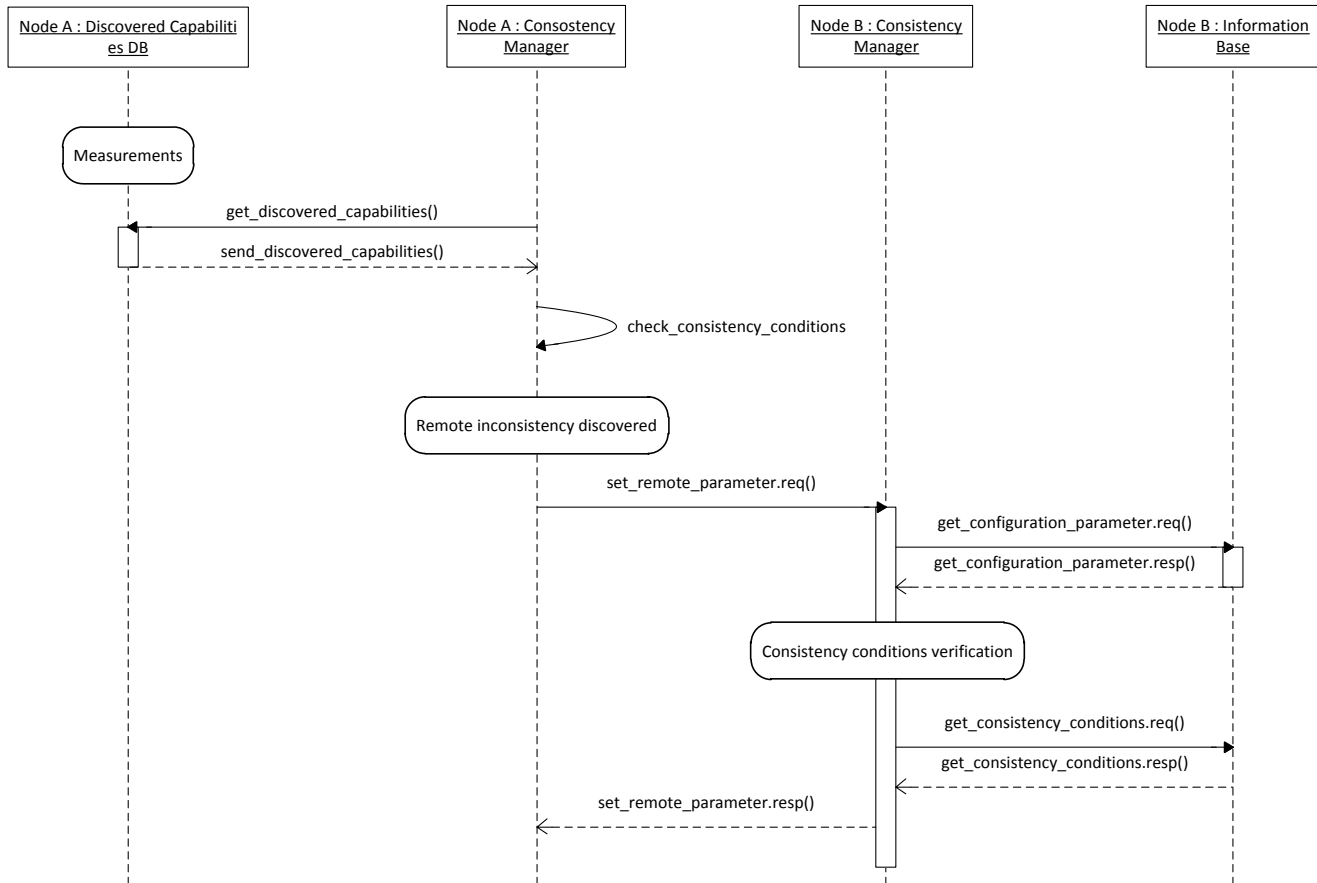 Node A : Discovered Capabiliti
es DB
Node A : Consostency
Manager
Node B : Consistency
Manager
Node B : Information
Base
Measurements
get_discovered_capabilities()
send_discovered_capabilities()
check_consistency_conditions
Remote inconsistency discovered
set_remote_parameter.req()
get_configuration_parameter.req()
get_configuration_parameter.resp()
Consistency conditions verification
get_consistency_conditions.req()
get_consistency_conditions.resp()
set_remote_parameter.resp()